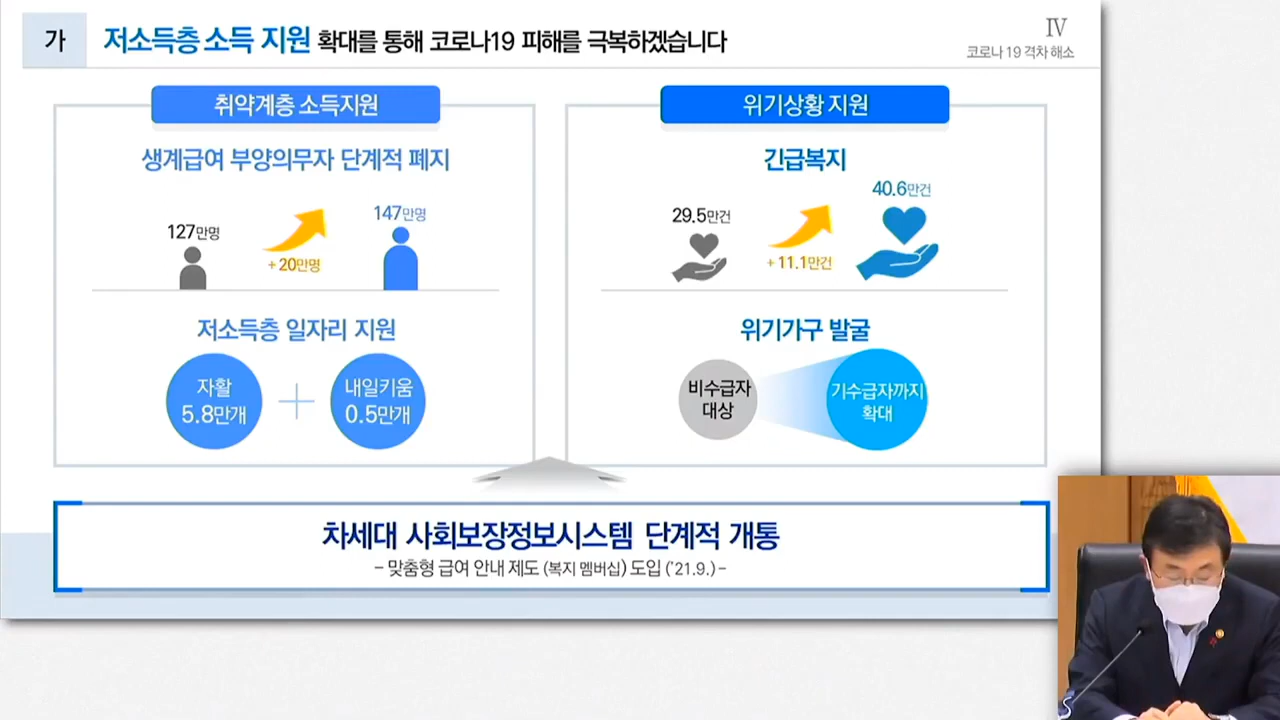 가
저소득층 소득 지원 확대를 통해 코로나19 피해를 극복하겠습니다
Ⅳ
코로나 19 격차 해소
취약계층 소득지원
생계급여 부양의무자 단계적 폐지
127만명
+20만명
147만명
저소득층 일자리 지원
자활
5.8만개
내일키움
0.5만개
위기상황 지원
긴급복지
29.5만건
+11.1만건
40.6만건
위기가구 발굴
비수급자
대상
기수급자까지
확대
차세대 사회보장정보시스템 단계적 개통
– 맞춤형 급여 안내 제도 (복지 멤버십) 도입 ('21.9.) –